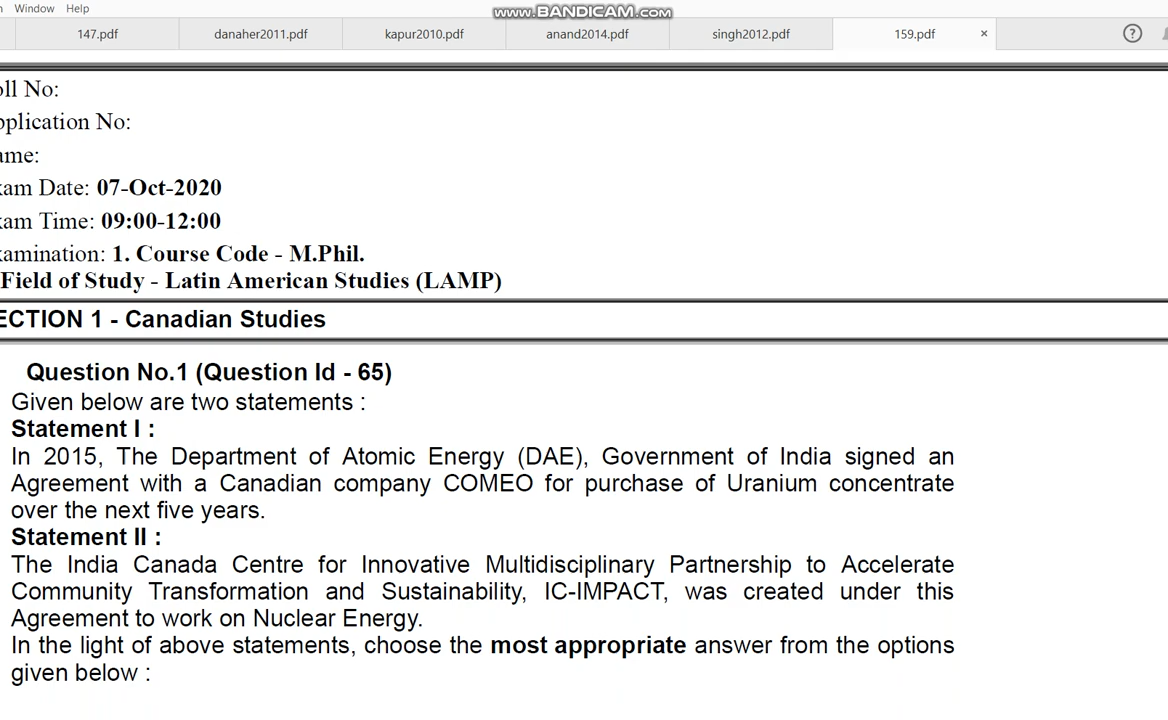 Window Help
www.BANDICAM.com
147.pdf danaher2011.pdf kapur2010.pdf anand2014.pdf singh2012.pdf 159.pdf × ?
oll No:
pplication No:
ame:
xam Date: 07-Oct-2020
xam Time: 09:00-12:00
xamination: 1. Course Code - M.Phil.
Field of Study - Latin American Studies (LAMP)
ECTION 1 - Canadian Studies
Question No.1 (Question Id - 65)
Given below are two statements :
Statement I :
In 2015, The Department of Atomic Energy (DAE), Government of India signed an
Agreement with a Canadian company COMEO for purchase of Uranium concentrate
over the next five years.
Statement II :
The India Canada Centre for Innovative Multidisciplinary Partnership to Accelerate
Community Transformation and Sustainability, IC-IMPACT, was created under this
Agreement to work on Nuclear Energy.
In the light of above statements, choose the most appropriate answer from the options
given below :